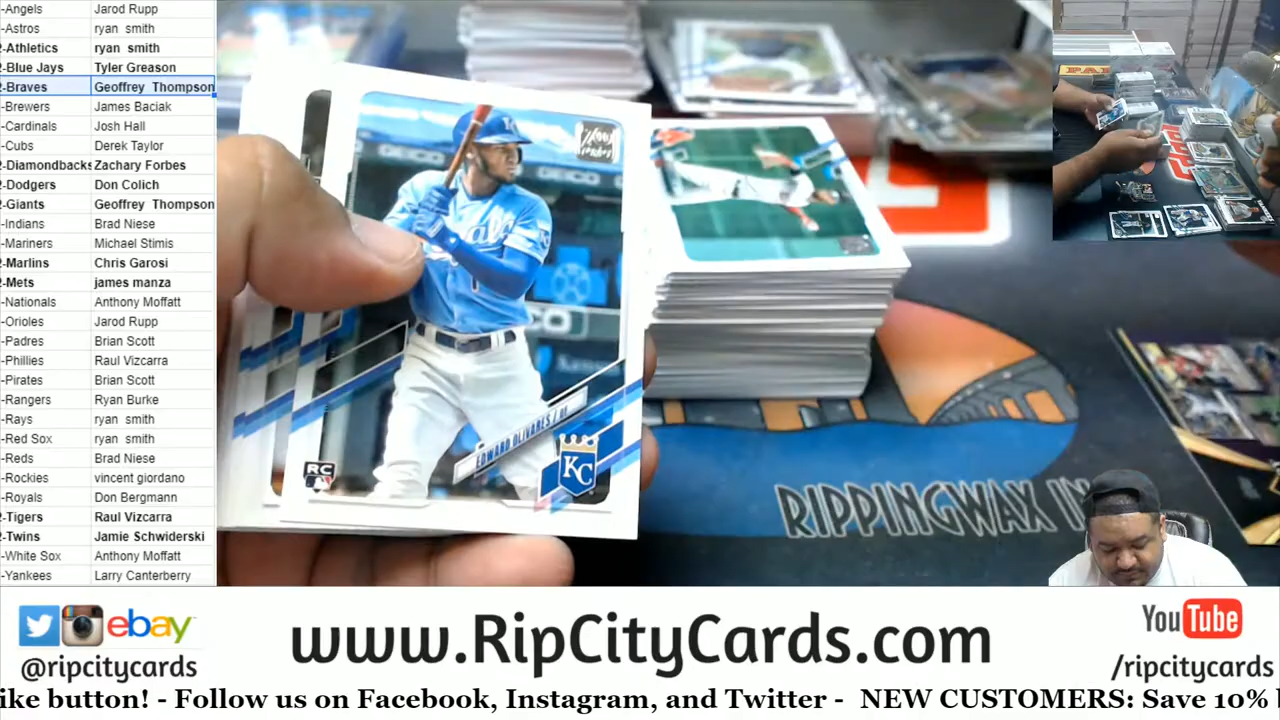 -Angels Jarod Rupp
-Astros ryan smith
2-Athletics ryan smith
2-Blue Jays Tyler Greason
2-Braves Geoffrey Thompson
-Brewers James Baciak
-Cardinals Josh Hall
-Cubs Derek Taylor
2-Diamondbacks Zachary Forbes
2-Dodgers Don Colich
2-Giants Geoffrey Thompson
-Indians Brad Niese
-Mariners Michael Stimis
2-Marlins Chris Garosi
2-Mets james manza
-Nationals Anthony Moffatt
-Orioles Jarod Rupp
-Padres Brian Scott
-Phillies Raul Vizcarra
-Pirates Brian Scott
-Rangers Ryan Burke
-Rays ryan smith
-Red Sox ryan smith
-Reds Brad Niese
-Rockies vincent giordano
-Royals Don Bergmann
2-Tigers Raul Vizcarra
2-Twins Jamie Schwiderski
-White Sox Anthony Moffatt
-Yankees Larry Canterberry
GEICO
EDWARD OLIVARES / OF
KC
RC
RIPPINGWAX
ebay
@ripcitycards
www.RipCityCards.com
YouTube
/ripcitycards
ike button! - Follow us on Facebook, Instagram, and Twitter - NEW CUSTOMERS: Save 10%